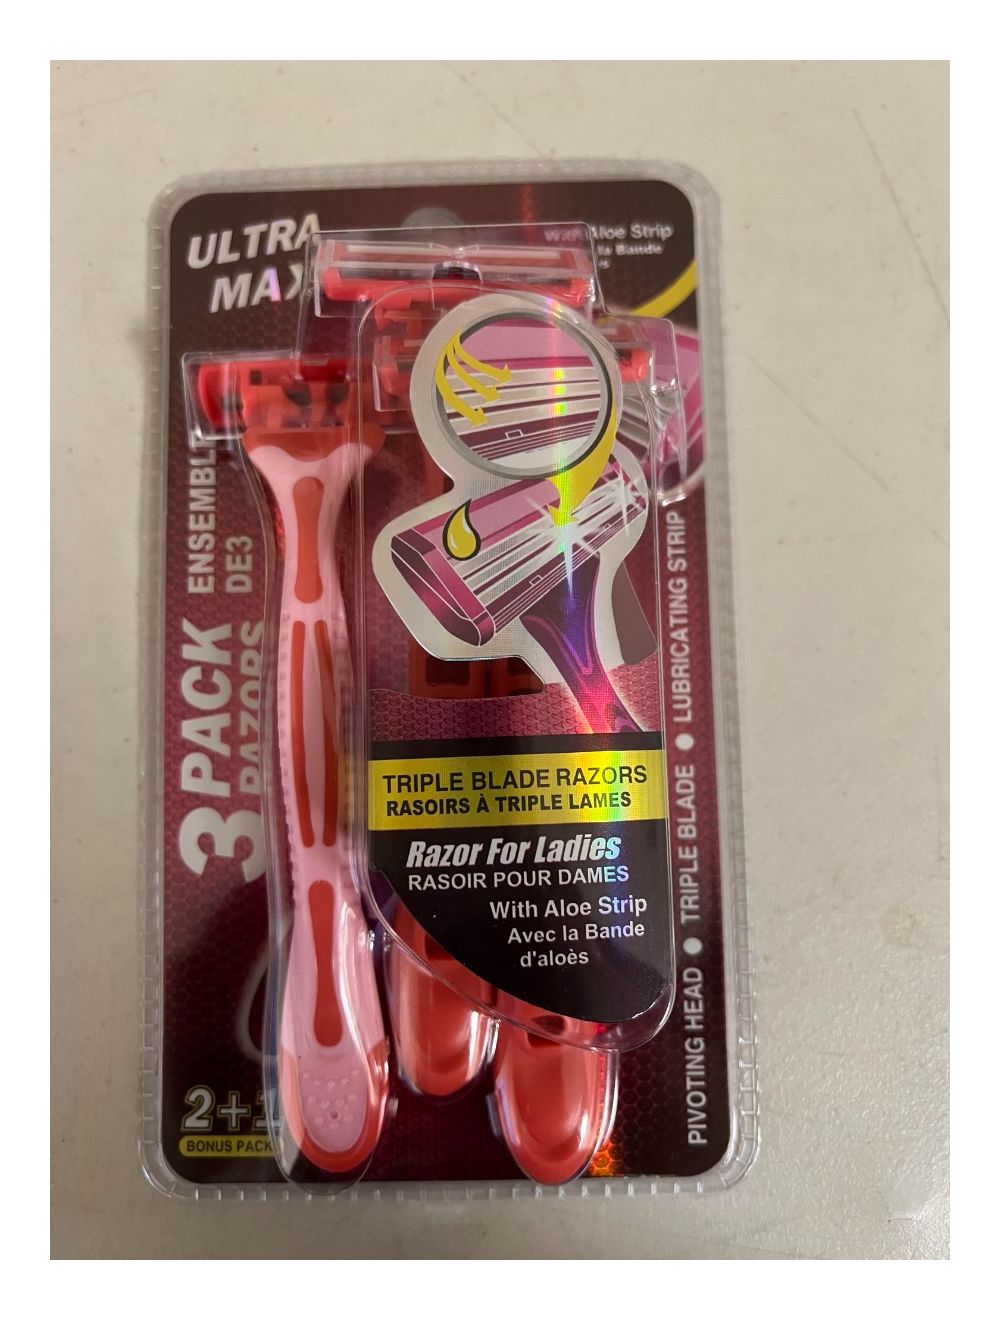 ULTRA
MAX
With Aloe Strip
la Bande
3 PACK
RAZORS
DE3
TRIPLE BLADE RAZORS
RASOIRS À TRIPLE LAMES
Razor For Ladies
RASOIR POUR DAMES
With Aloe Strip
Avec la Bande
d'aloès
PIVOTING HEAD ● TRIPLE BLADE ● LUBRICATING STRIP
2+1
BONUS PACK